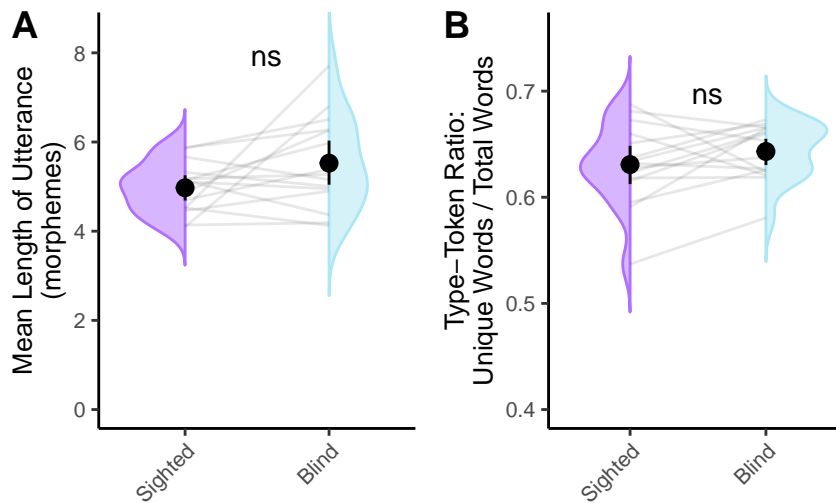 A
Mean Length of Utterance
(morphemes)
8
6
4
2
0
ns
Sighted
Blind
B
Type−Token Ratio:
Unique Words / Total Words
0.7
0.6
0.5
0.4
ns
Sighted
Blind